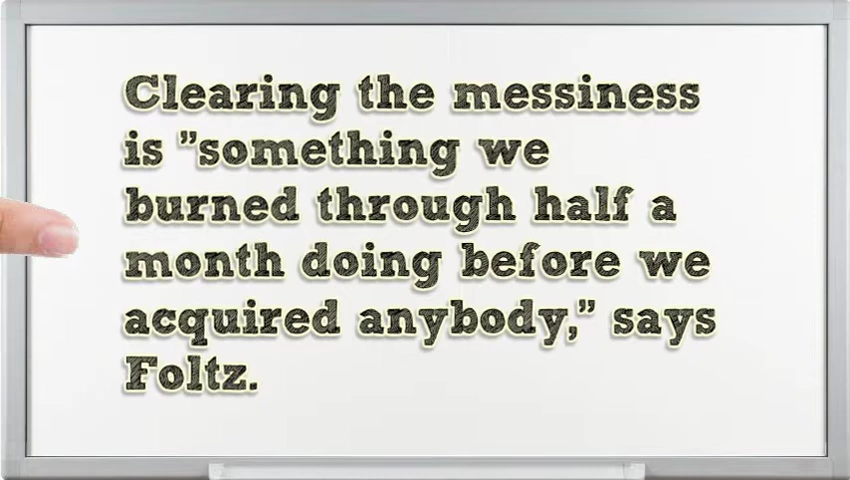 Clearing the messiness
is "something we
burned through half a
month doing before we
acquired anybody," says
Foltz.